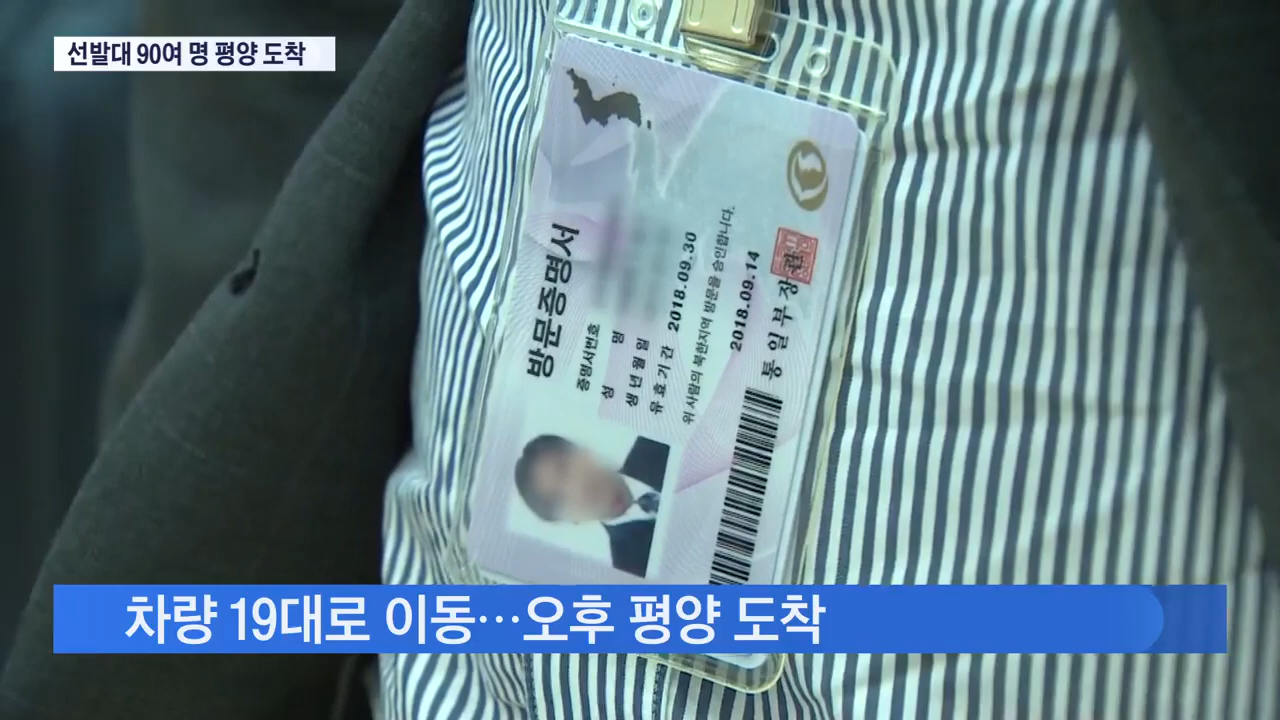 선발대 90여 명 평양 도착
방문증명서
증명서번호
성 명
생년월일
유효기간 2018.09.30
위 사람의 북한지역 방문을 승인합니다.
2018.09.14
통일부장관
차량 19대로 이동…오후 평양 도착